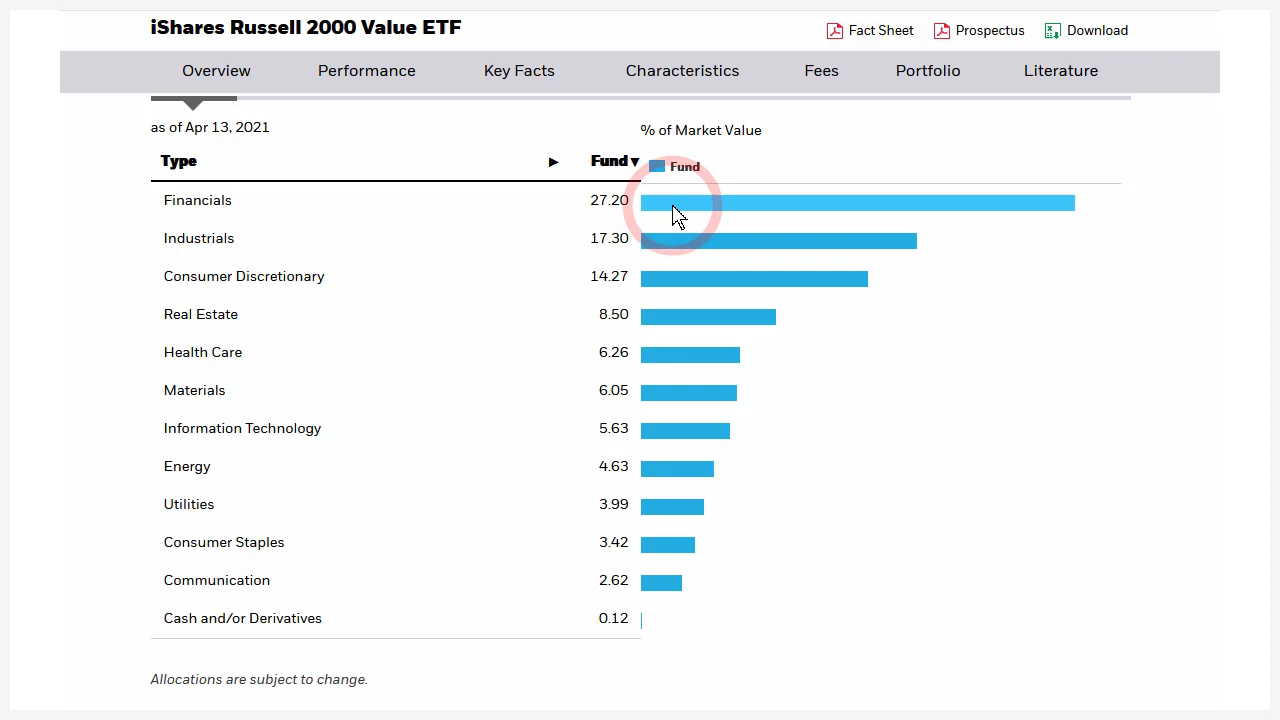 iShares Russell 2000 Value ETF
Fact Sheet Prospectus Download
Overview Performance Key Facts Characteristics Fees Portfolio Literature
as of Apr 13, 2021
% of Market Value
Type ▶ Fund▼ Fund
Financials 27.20
Industrials 17.30
Consumer Discretionary 14.27
Real Estate 8.50
Health Care 6.26
Materials 6.05
Information Technology 5.63
Energy 4.63
Utilities 3.99
Consumer Staples 3.42
Communication 2.62
Cash and/or Derivatives 0.12
Allocations are subject to change.